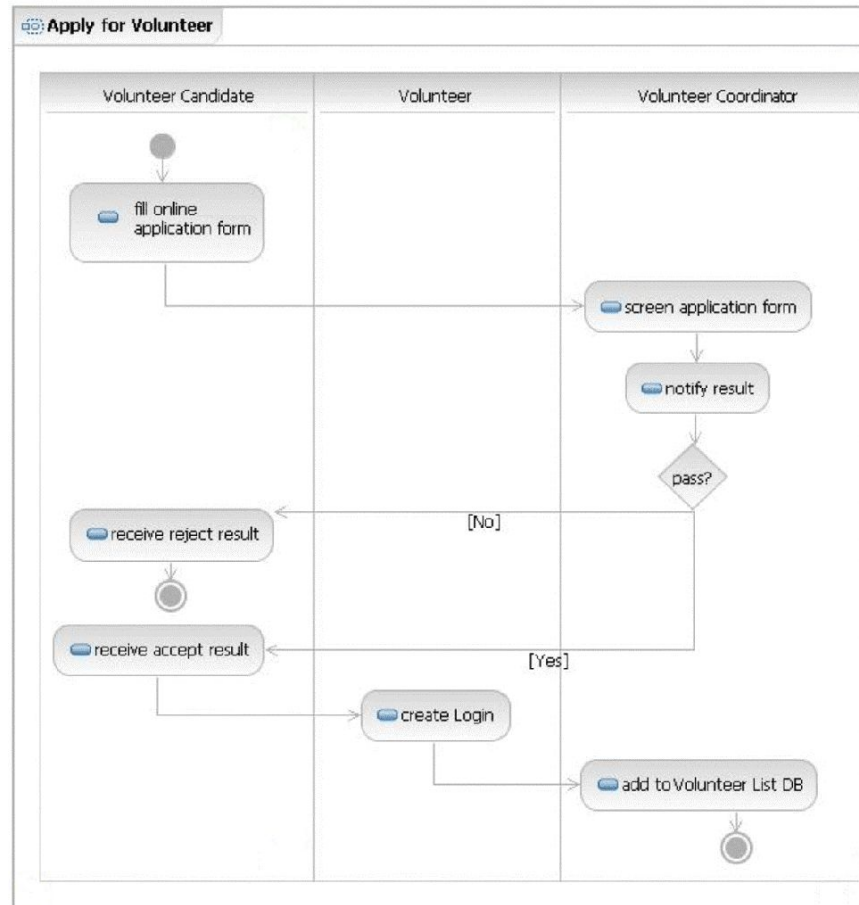 Apply for Volunteer
Volunteer Candidate
Volunteer
Volunteer Coordinator
fill online
application form
screen application form
notify result
pass?
[No]
receive reject result
receive accept result
[Yes]
create Login
add to Volunteer List DB